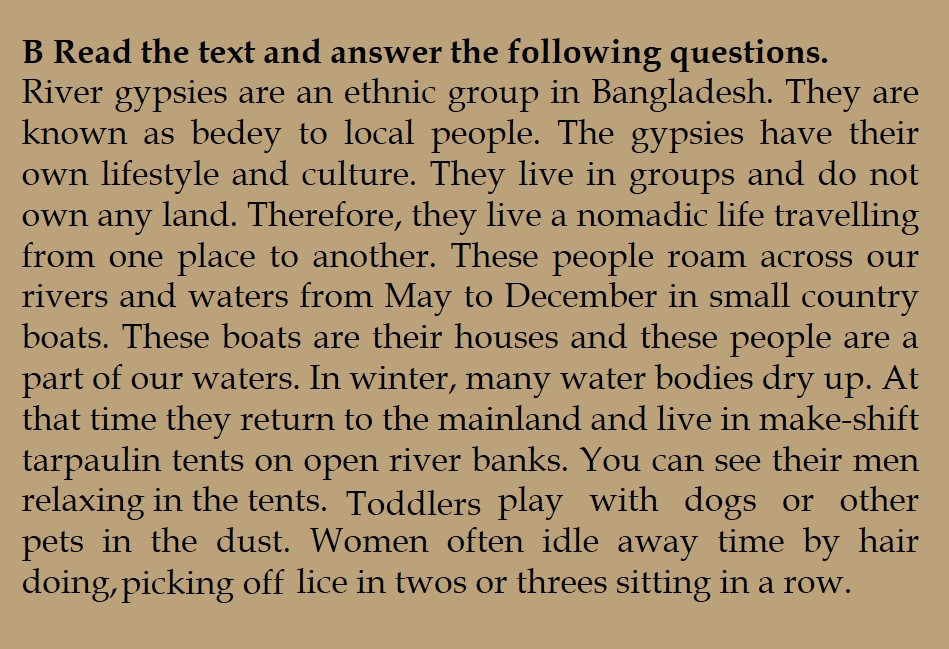 B Read the text and answer the following questions.
River gypsies are an ethnic group in Bangladesh. They are
known as bedey to local people. The gypsies have their
own lifestyle and culture. They live in groups and do not
own any land. Therefore, they live a nomadic life travelling
from one place to another. These people roam across our
rivers and waters from May to December in small country
boats. These boats are their houses and these people are a
part of our waters. In winter, many water bodies dry up. At
that time they return to the mainland and live in make-shift
tarpaulin tents on open river banks. You can see their men
relaxing in the tents. Toddlers play with dogs or other
pets in the dust. Women often idle away time by hair
doing, picking off lice in twos or threes sitting in a row.